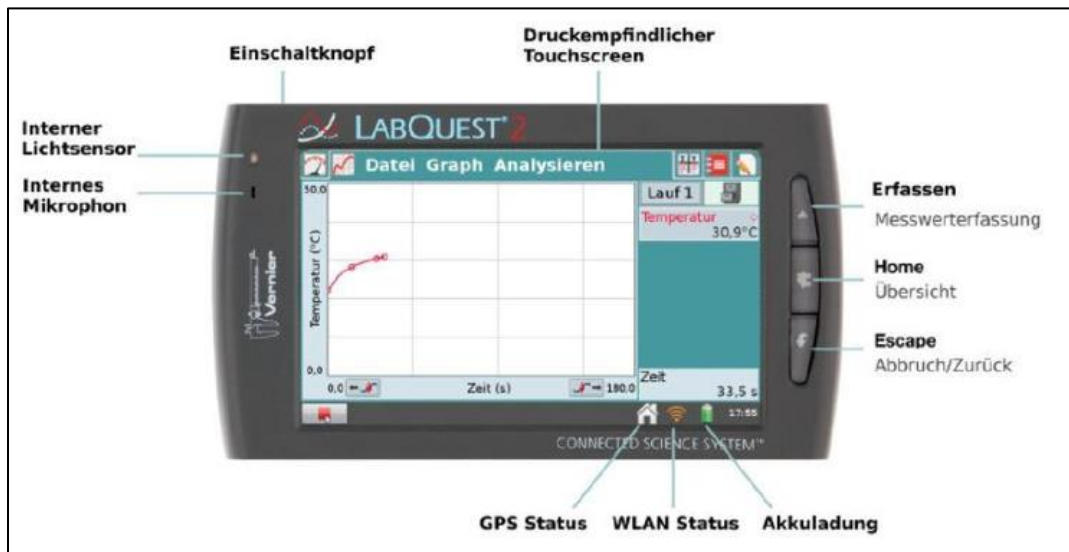 Druckempfindlicher
Touchscreen
Einschaltknopf
Interner
Lichtsensor
Internes
Mikrophon
LABQUEST® 2
Datei Graph Analysieren
50,0
Temperatur (°C)
0,0
0,0
Zeit (s)
180,0
Lauf 1
Temperatur
30,9°C
Zeit
33,5 s
17:55
Vernier
CONNECTED SCIENCE SYSTEM™
Erfassen
Messwerterfassung
Home
Übersicht
Escape
Abbruch/Zurück
GPS Status
WLAN Status
Akkuladung